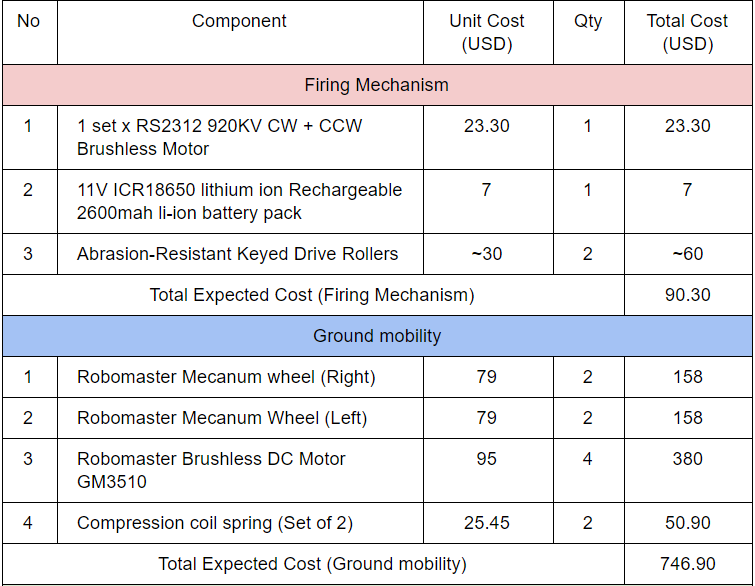 No Component Unit Cost (USD) Qty Total Cost (USD)
Firing Mechanism
1 1 set x RS2312 920KV CW + CCW 23.30 1 23.30
Brushless Motor
2 11V ICR18650 lithium ion Rechargeable 7 1 7
2600mah li-ion battery pack
3 Abrasion-Resistant Keyed Drive Rollers ~30 2 ~60
Total Expected Cost (Firing Mechanism) 90.30
Ground mobility
1 Robomaster Mecanum wheel (Right) 79 2 158
2 Robomaster Mecanum Wheel (Left) 79 2 158
3 Robomaster Brushless DC Motor 95 4 380
GM3510
4 Compression coil spring (Set of 2) 25.45 2 50.90
Total Expected Cost (Ground mobility) 746.90